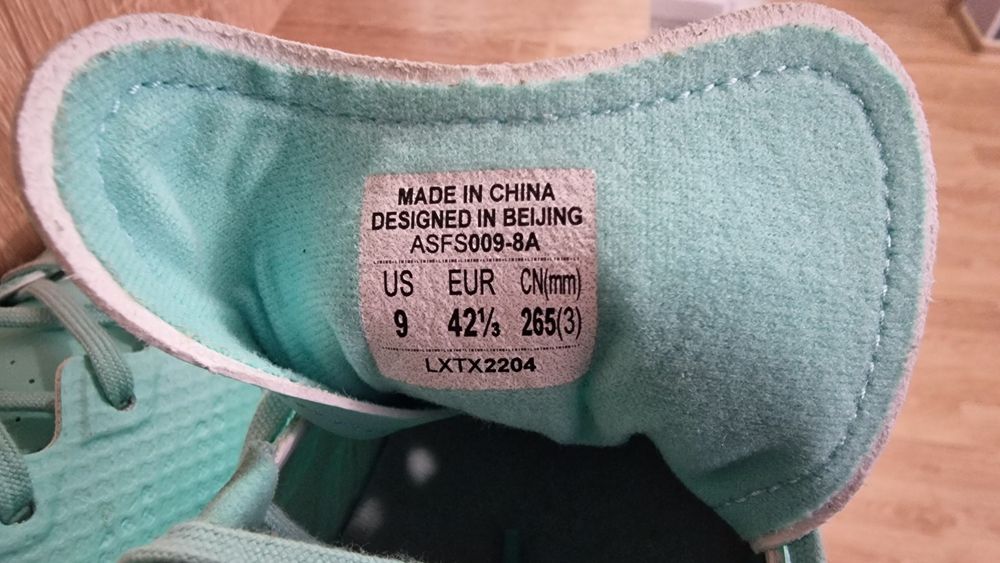 MADE IN CHINA
DESIGNED IN BEIJING
ASFS009-8A
US EUR CN(mm)
9 42⅓ 265(3)
LXTX2204